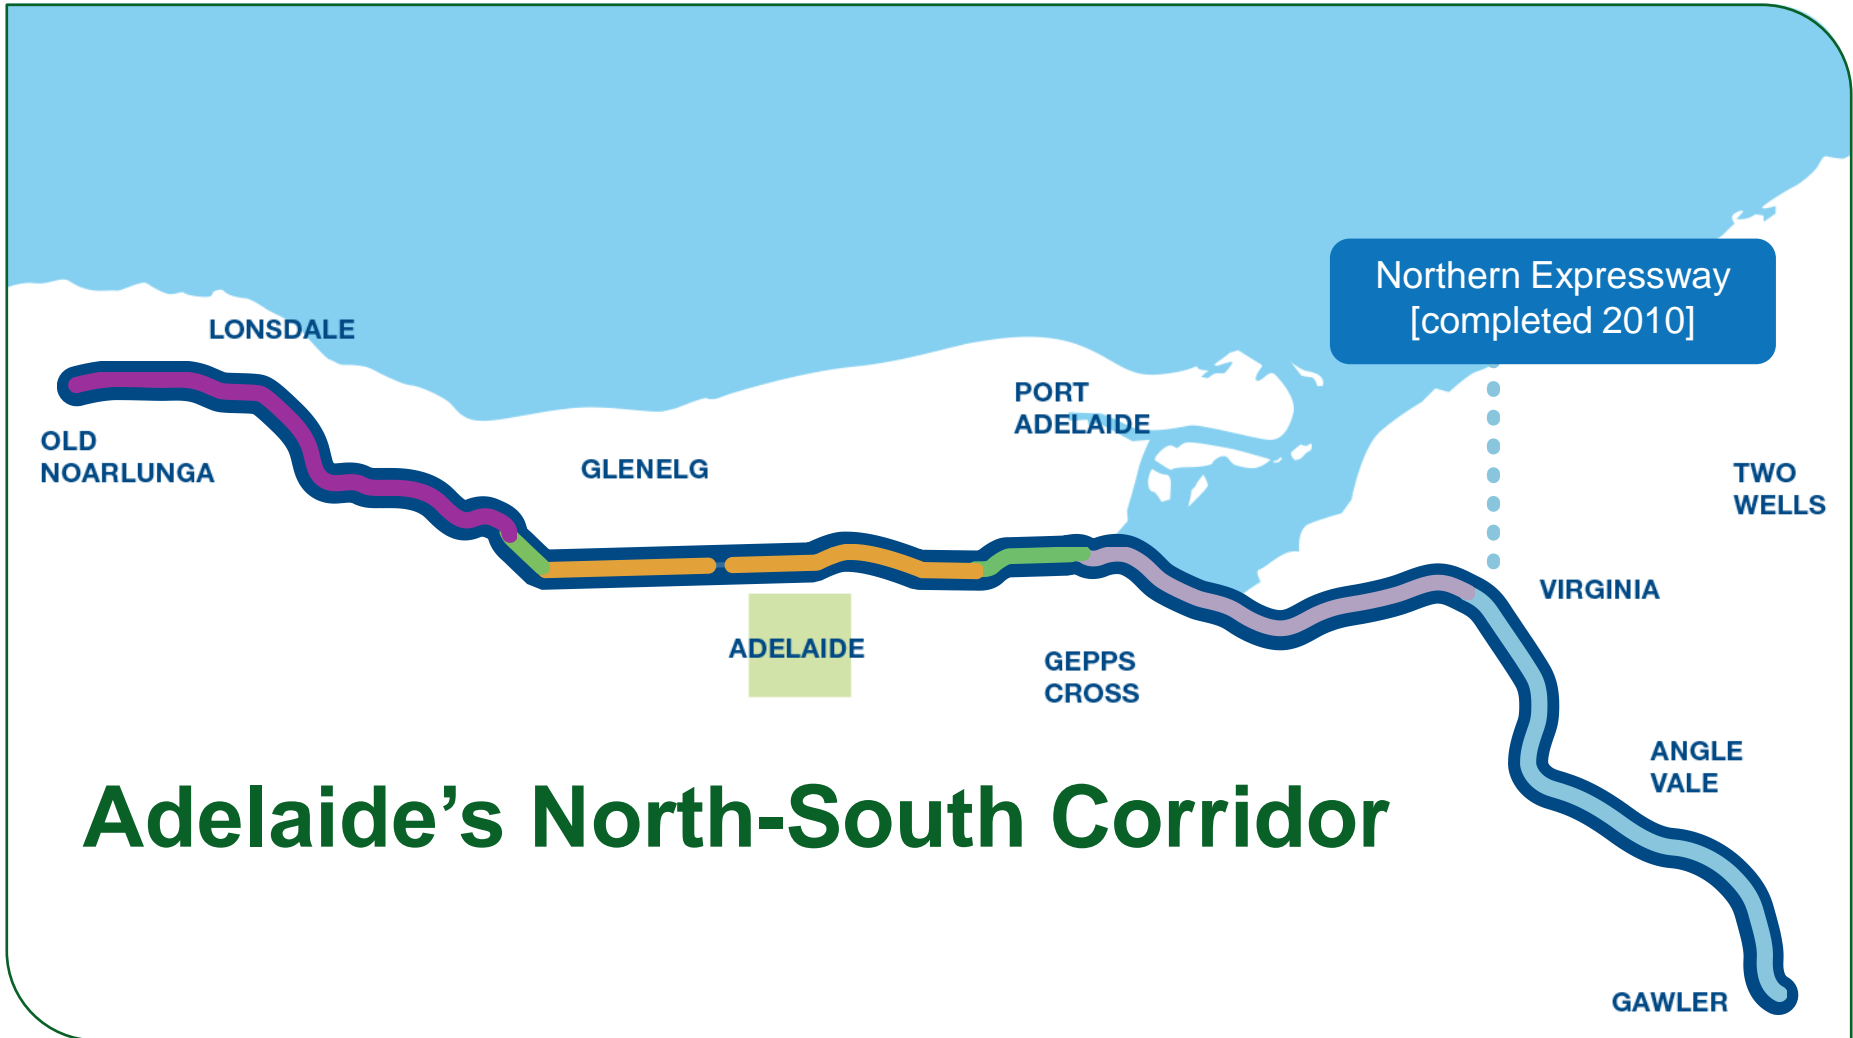 Northern Expressway
[completed 2010]
LONSDALE
OLD
NOARLUNGA
GLENELG
PORT
ADELAIDE
TWO
WELLS
VIRGINIA
ADELAIDE
GEPPS
CROSS
ANGLE
VALE
Adelaide’s North-South Corridor
GAWLER